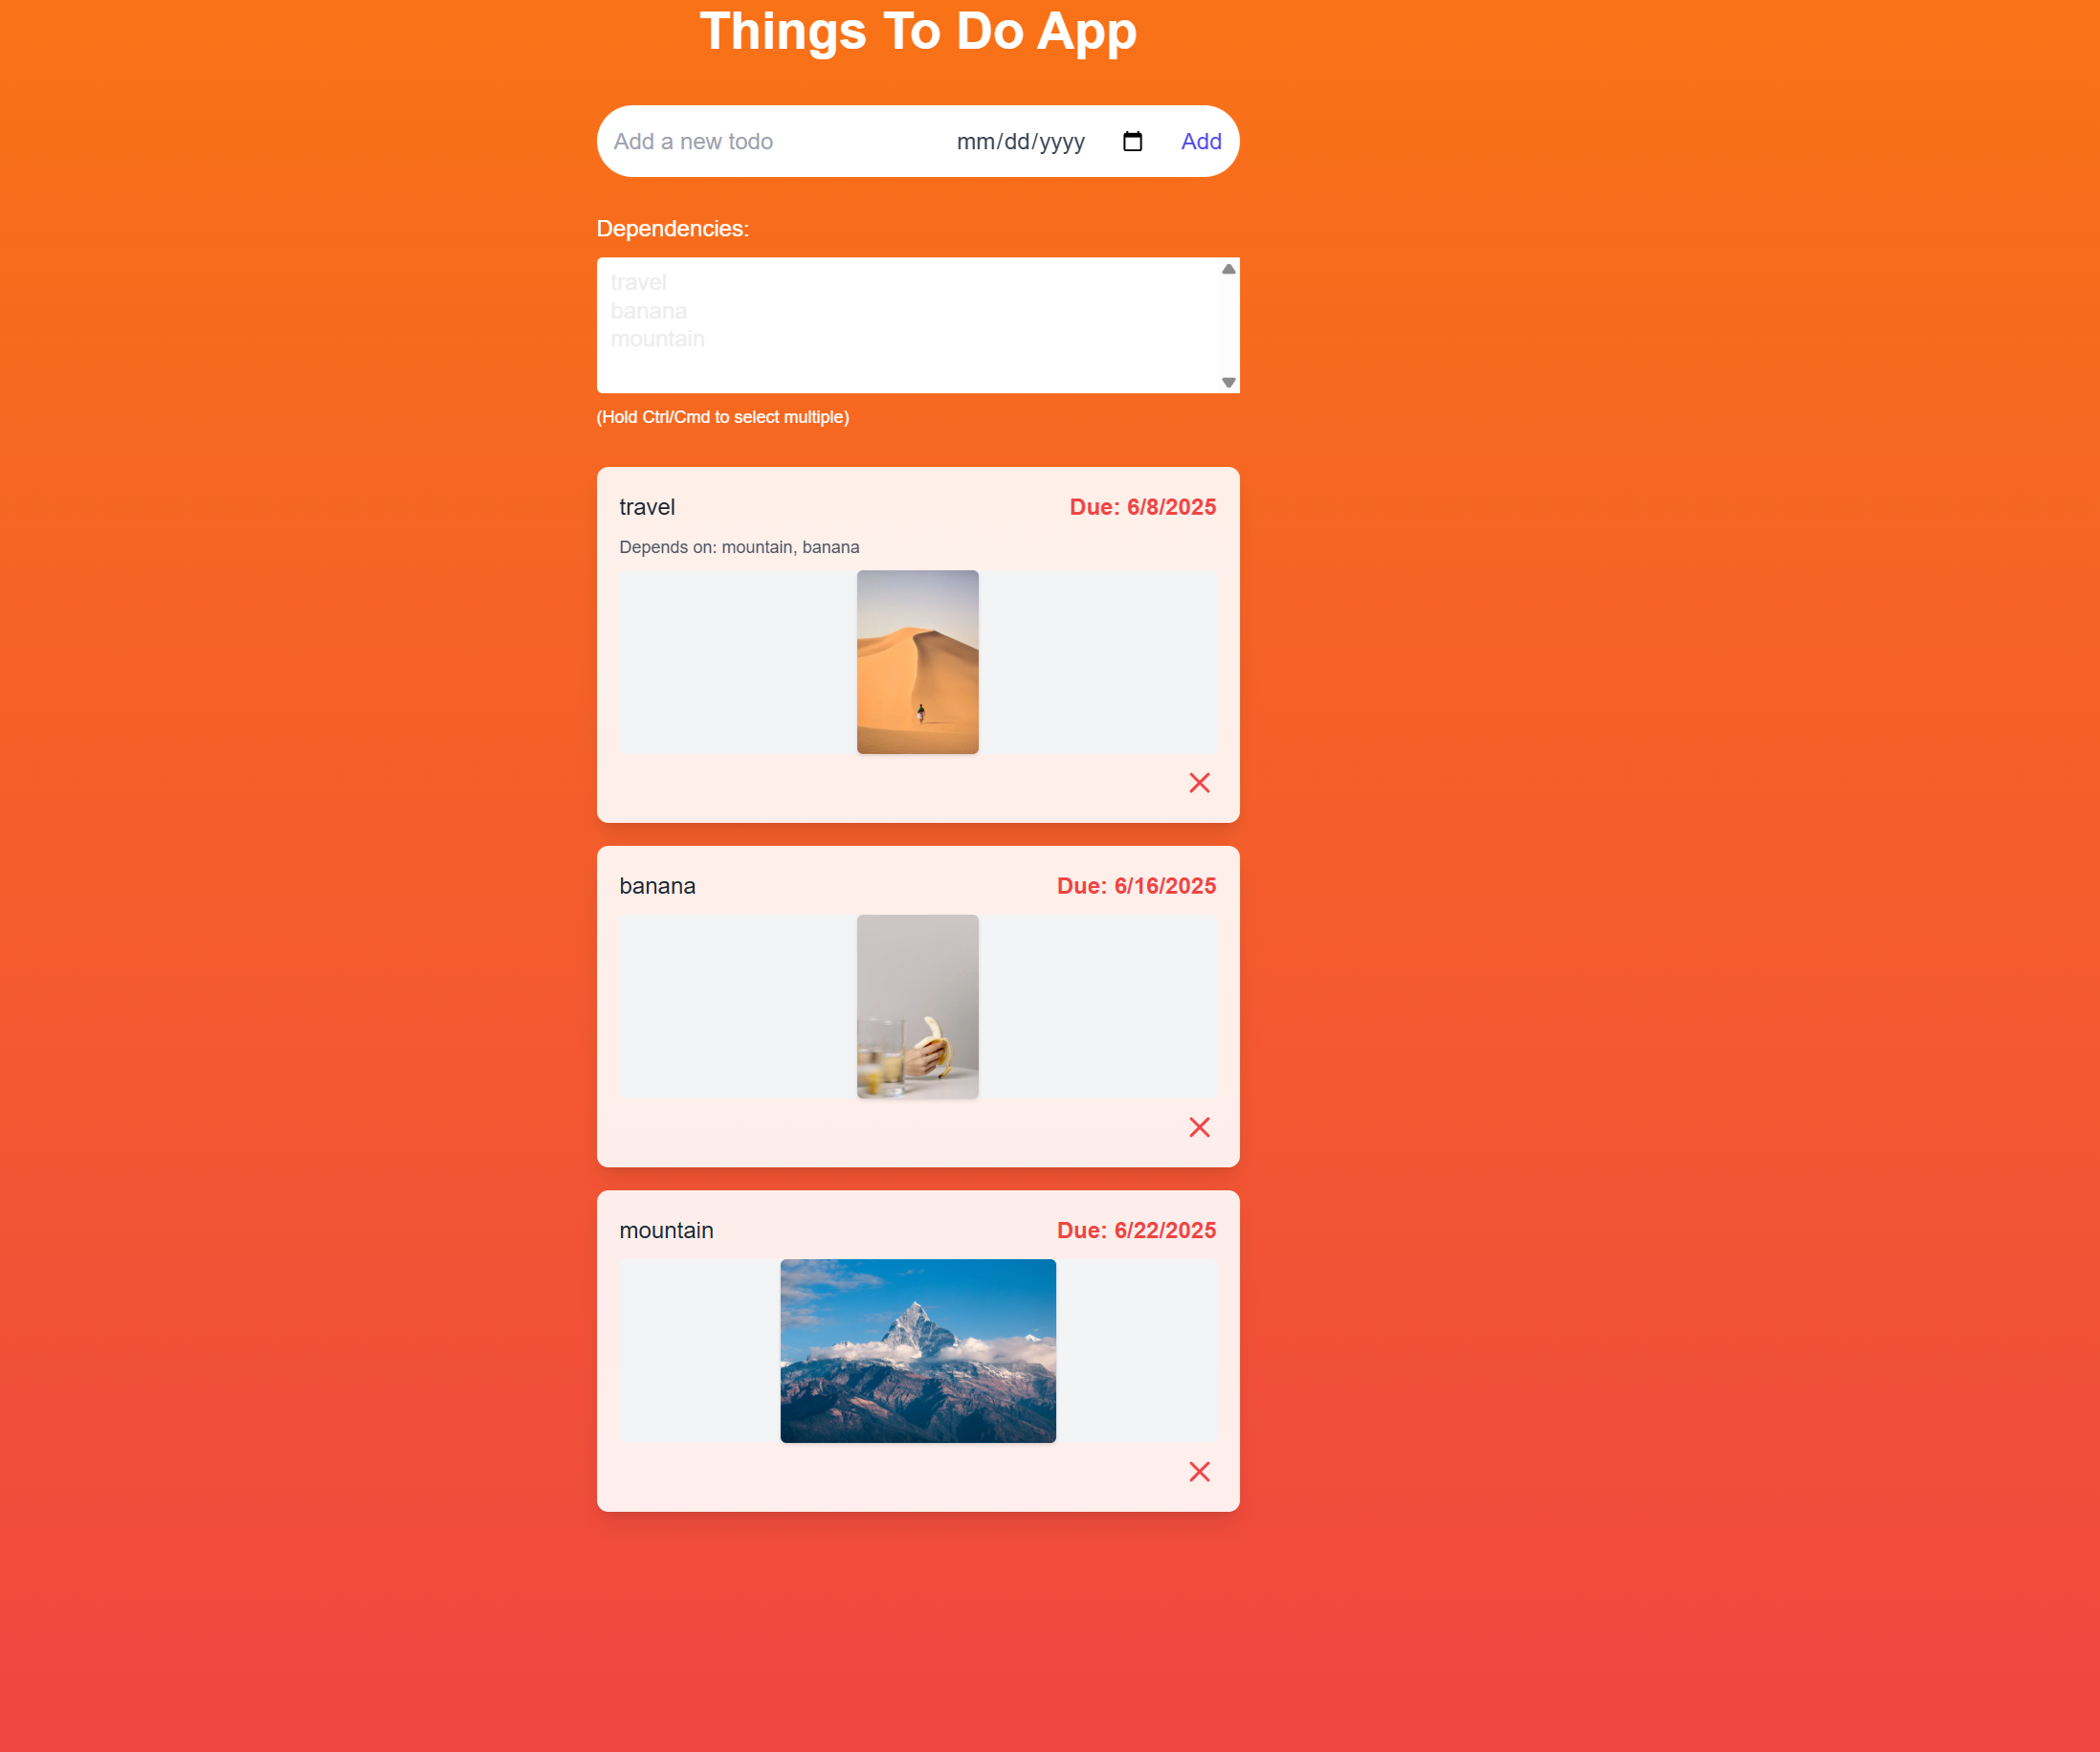 Things To Do App
Add a new todo mm/dd/yyyy Add
Dependencies:
travel
banana
mountain
(Hold Ctrl/Cmd to select multiple)
travel Due: 6/8/2025
Depends on: mountain, banana
banana Due: 6/16/2025
mountain Due: 6/22/2025